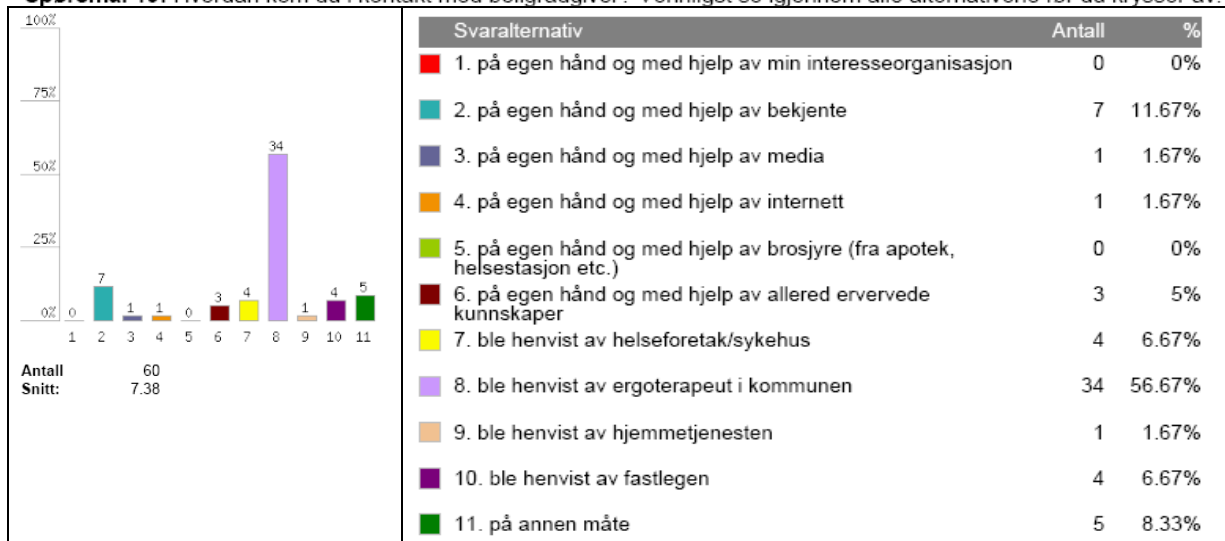 100%
75%
50%
25%
0%
0 7 1 1 0 3 4 34 1 4 5
1 2 3 4 5 6 7 8 9 10 11
Antall 60
Snitt: 7.38
Svaralternativ Antall %
1. på egen hånd og med hjelp av min interesseorganisasjon 0 0%
2. på egen hånd og med hjelp av bekjente 7 11.67%
3. på egen hånd og med hjelp av media 1 1.67%
4. på egen hånd og med hjelp av internett 1 1.67%
5. på egen hånd og med hjelp av brosjyre (fra apotek, 0 0%
helsestasjon etc.)
6. på egen hånd og med hjelp av allered ervervede 3 5%
kunnskaper
7. ble henvist av helseforetak/sykehus 4 6.67%
8. ble henvist av ergoterapeut i kommunen 34 56.67%
9. ble henvist av hjemmetjenesten 1 1.67%
10. ble henvist av fastlegen 4 6.67%
11. på annen måte 5 8.33%